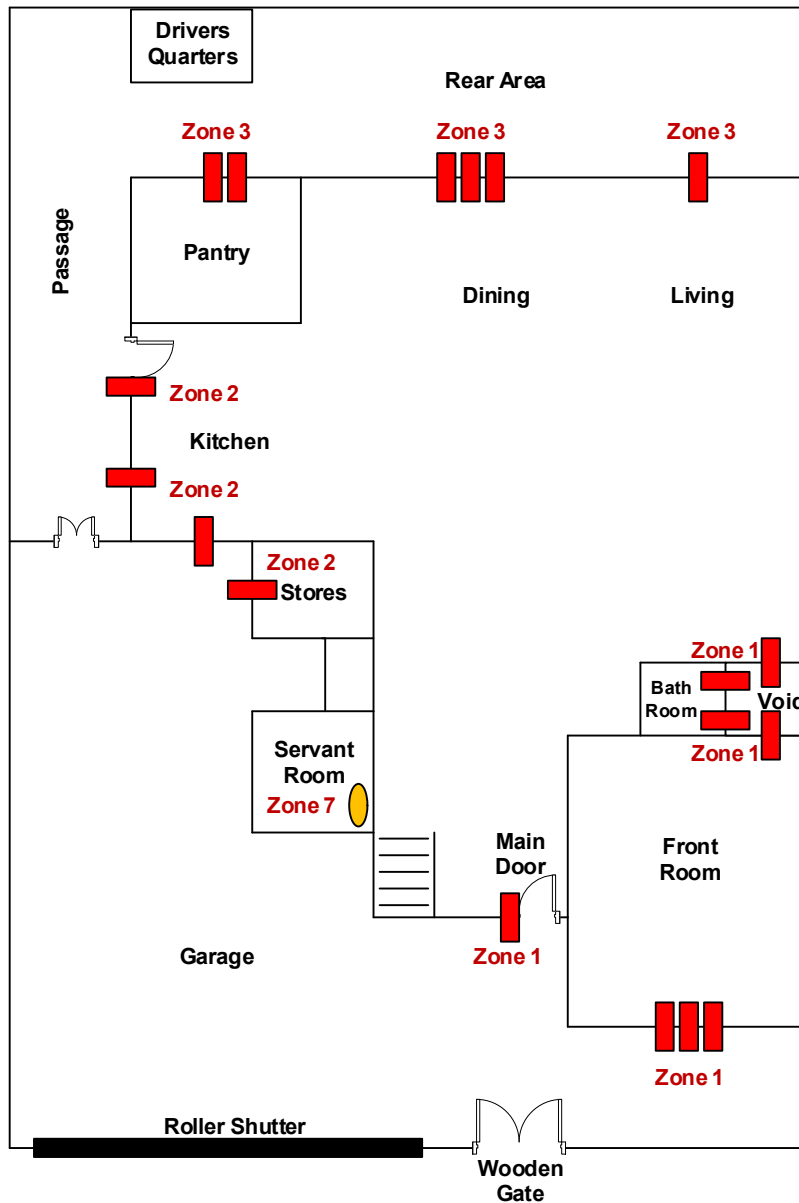 Drivers
Quarters
Rear Area
Zone 3
Zone 3
Zone 3
Passage
Pantry
Dining
Living
Zone 2
Kitchen
Zone 2
Zone 2
Stores
Zone 1
Bath
Room
Void
Zone 1
Servant
Room
Zone 7
Main
Door
Front
Room
Garage
Zone 1
Zone 1
Roller Shutter
Wooden
Gate